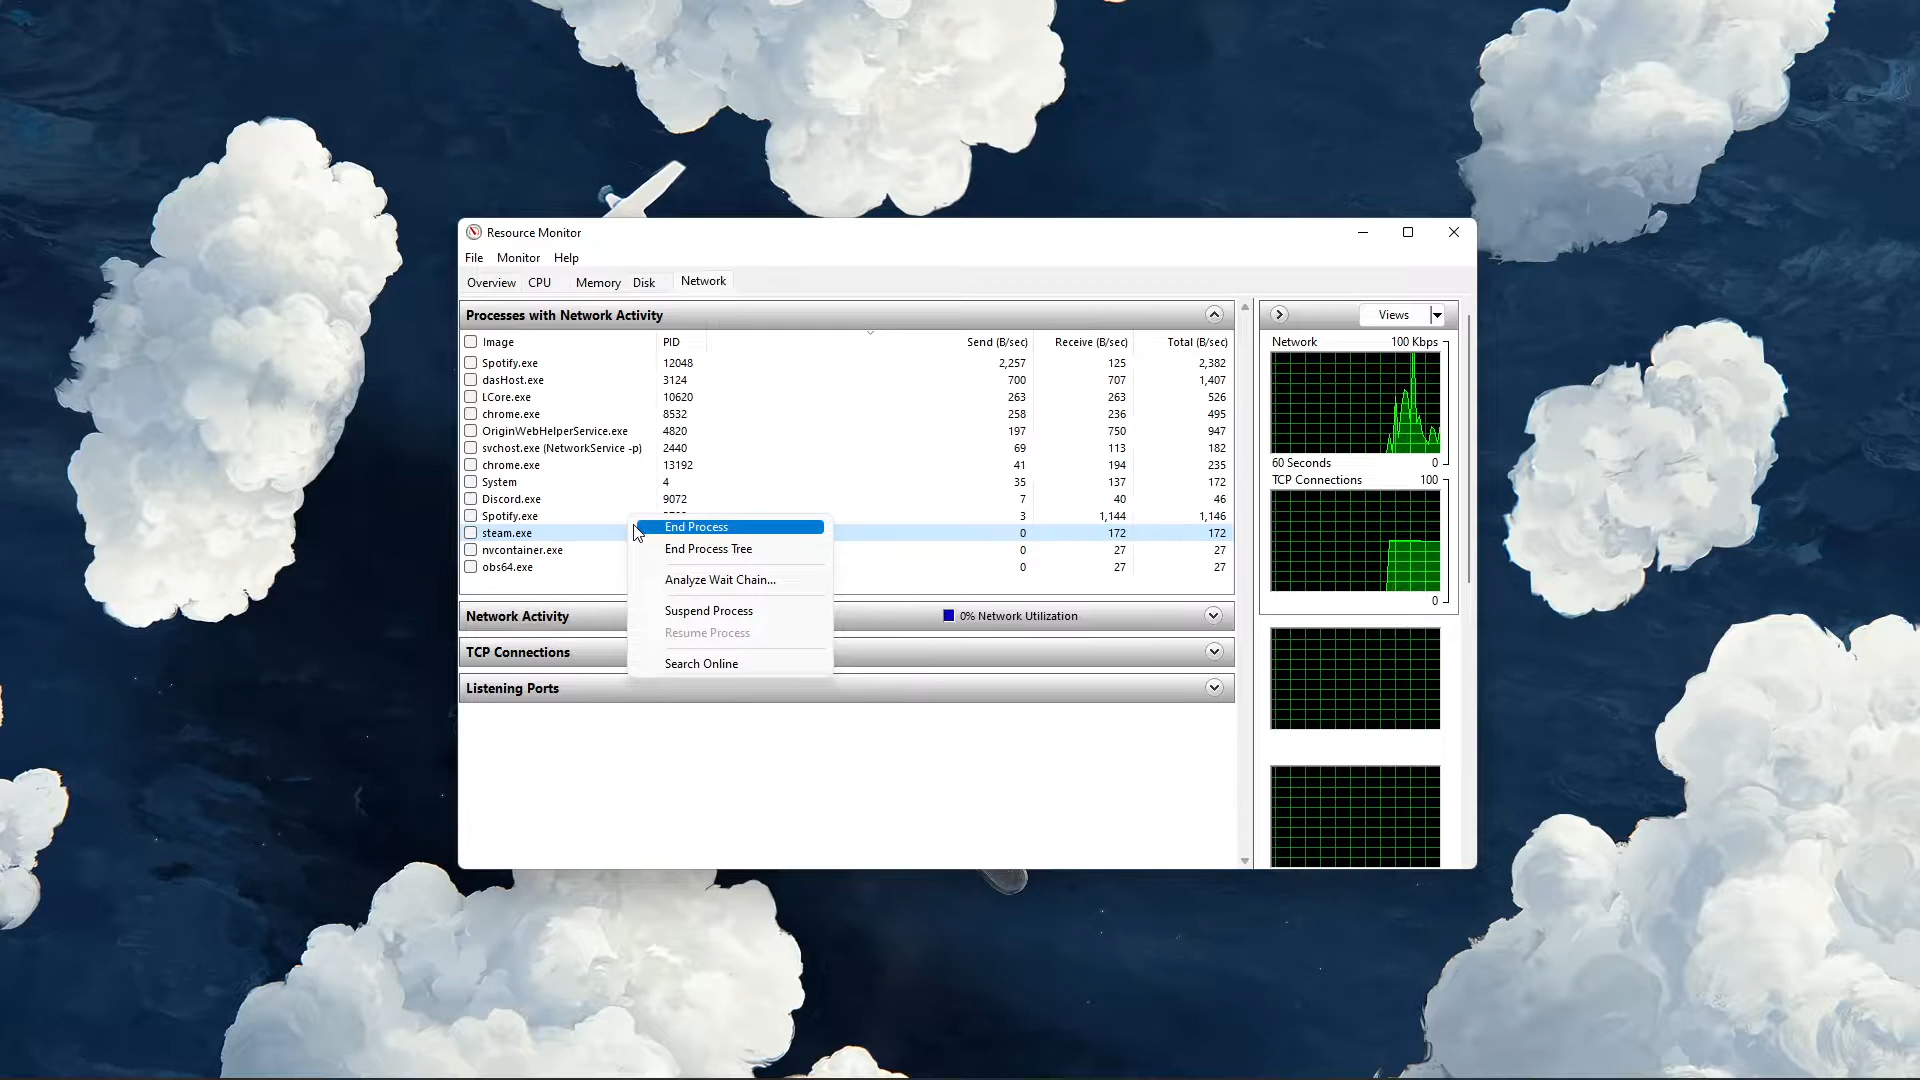 Resource Monitor
File Monitor Help
Overview CPU Memory Disk Network
Processes with Network Activity
Image PID Send (B/sec) Receive (B/sec) Total (B/sec)
Spotify.exe 12048 2,257 125 2,382
dasHost.exe 3124 700 707 1,407
LCore.exe 10620 263 263 526
chrome.exe 8532 258 236 495
OriginWebHelperService.exe 4820 197 750 947
svchost.exe (NetworkService -p) 2440 69 113 182
chrome.exe 13192 41 194 235
System 4 35 137 172
Discord.exe 9072 7 40 46
Spotify.exe 3 1,144 1,146
steam.exe 0 172 172
nvcontainer.exe 0 27 27
obs64.exe 0 27 27
End Process
End Process Tree
Analyze Wait Chain...
Suspend Process
Resume Process
Search Online
Network Activity 0% Network Utilization
TCP Connections
Listening Ports
Views
Network 100 Kbps
60 Seconds 0
TCP Connections 100
0